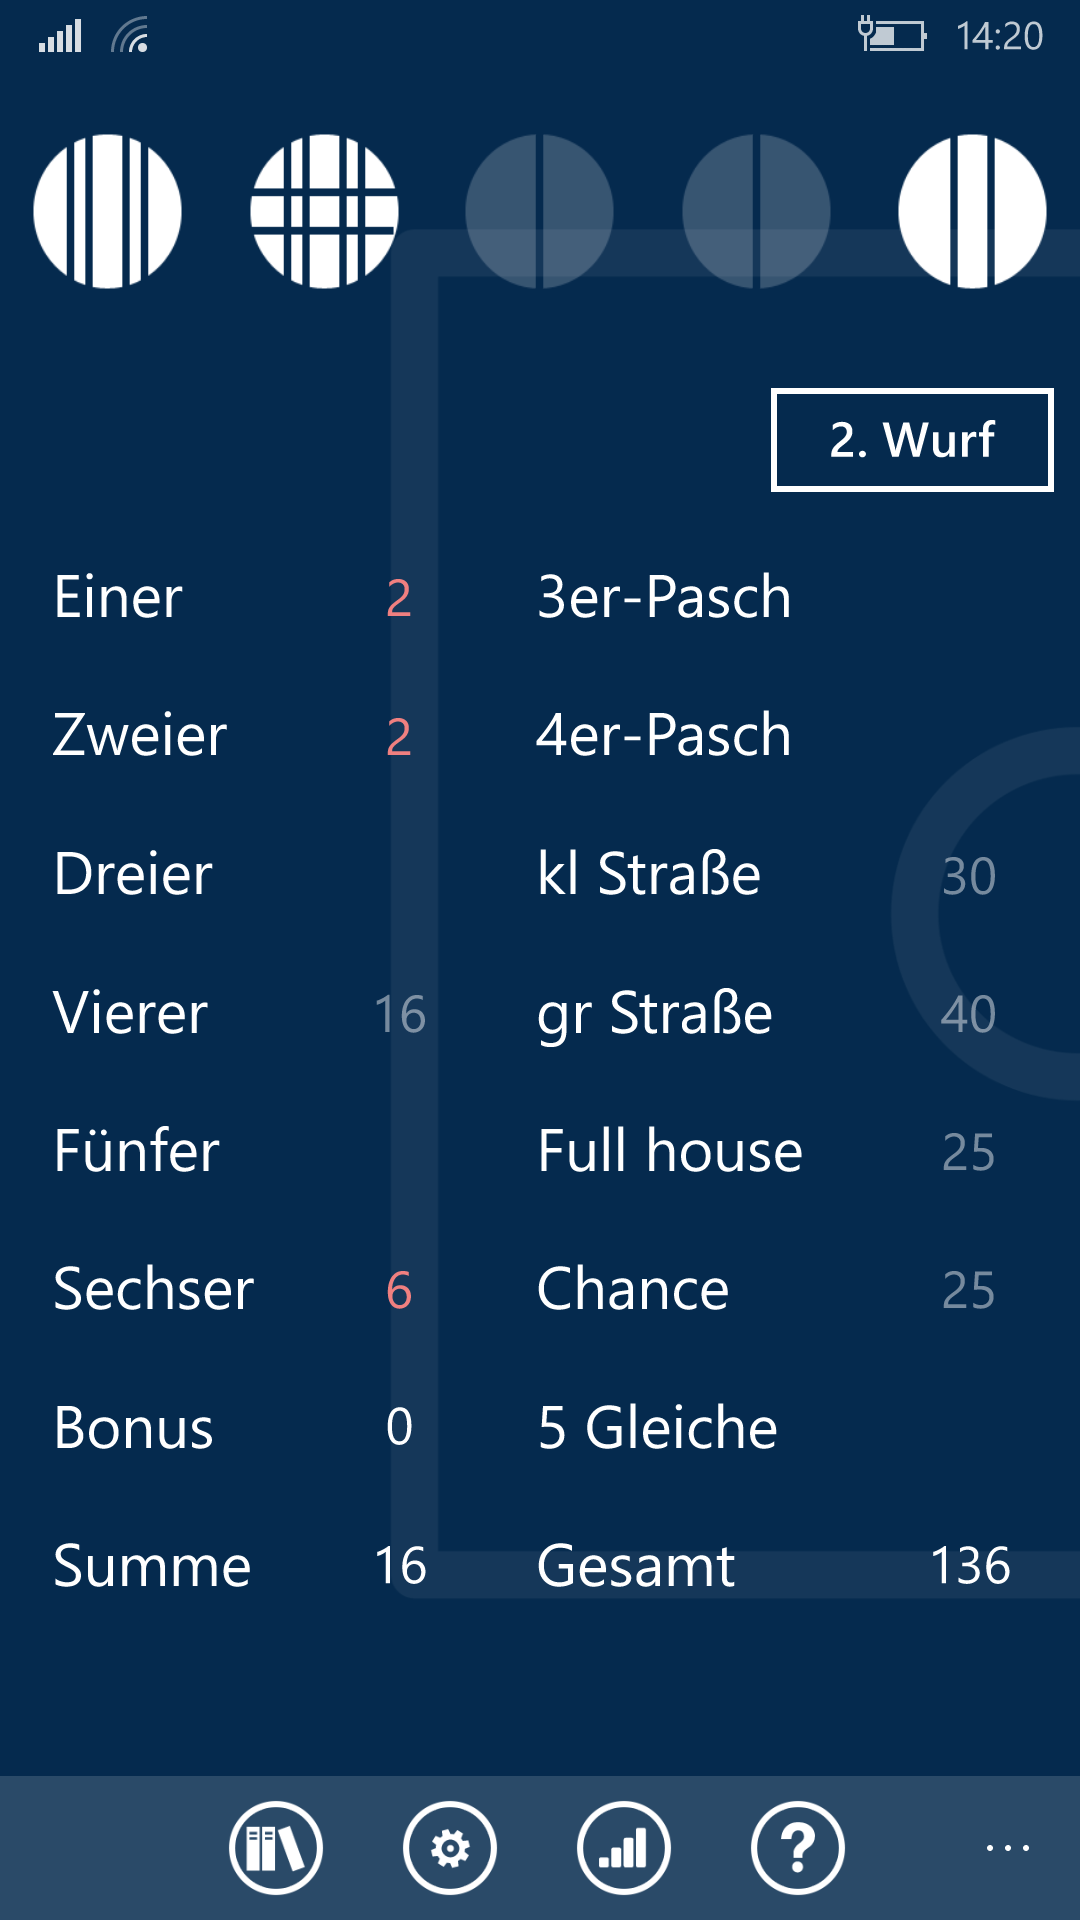 14:20
2. Wurf
Einer 2 3er-Pasch
Zweier 2 4er-Pasch
Dreier kl Straße 30
Vierer 16 gr Straße 40
Fünfer Full house 25
Sechser 6 Chance 25
Bonus 0 5 Gleiche
Summe 16 Gesamt 136
?
...